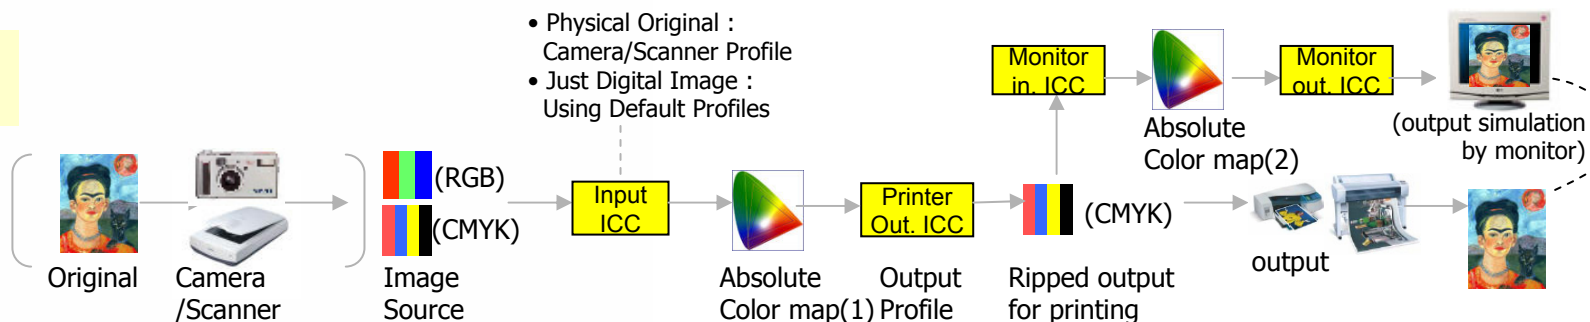 • Physical Original :
Camera/Scanner Profile
• Just Digital Image :
Using Default Profiles
Monitor
in. ICC
Absolute
Color map(2)
Monitor
out. ICC
(output simulation
by monitor)
Original
Camera
/Scanner
(RGB)
(CMYK)
Image
Source
Input
ICC
Absolute
Color map(1)
Printer
Out. ICC
Output
Profile
(CMYK)
Ripped output
for printing
output